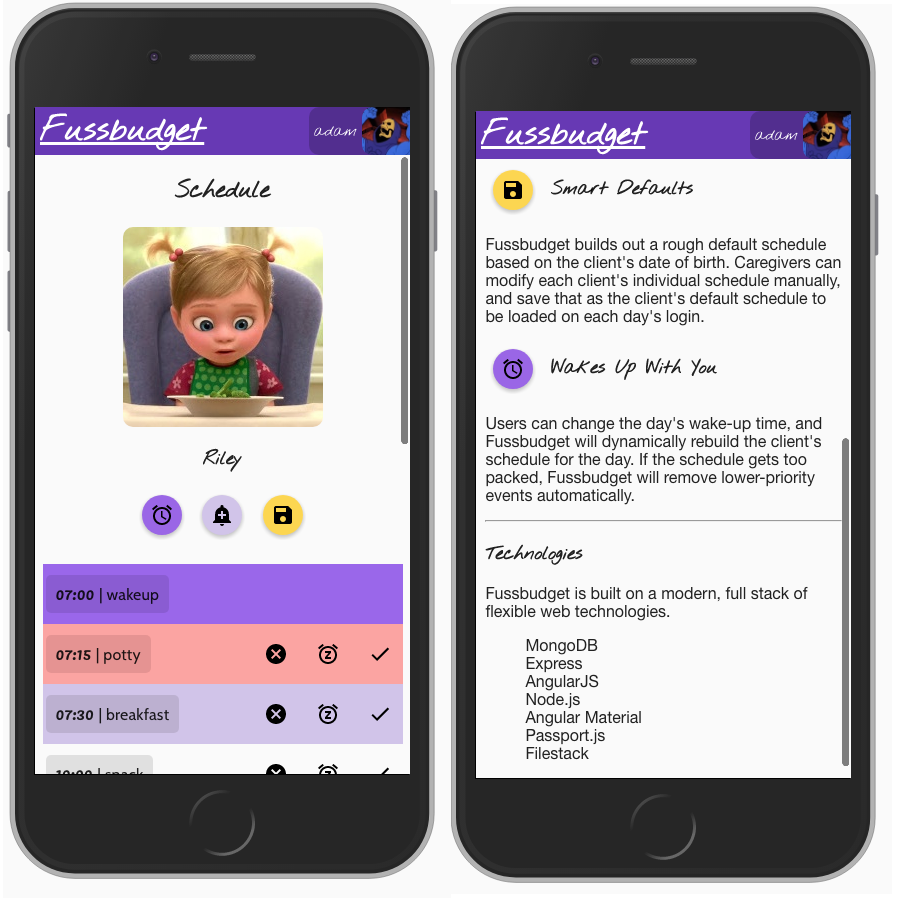 Fussbudget
adam
Schedule
Riley
07:00 | wakeup
07:15 | potty
07:30 | breakfast
10:00 | snack
Fussbudget
adam
Smart Defaults
Fussbudget builds out a rough default schedule
based on the client's date of birth. Caregivers can
modify each client's individual schedule manually,
and save that as the client's default schedule to
be loaded on each day's login.
Wakes Up With You
Users can change the day's wake-up time, and
Fussbudget will dynamically rebuild the client's
schedule for the day. If the schedule gets too
packed, Fussbudget will remove lower-priority
events automatically.
Technologies
Fussbudget is built on a modern, full stack of
flexible web technologies.
MongoDB
Express
AngularJS
Node.js
Angular Material
Passport.js
Filestack